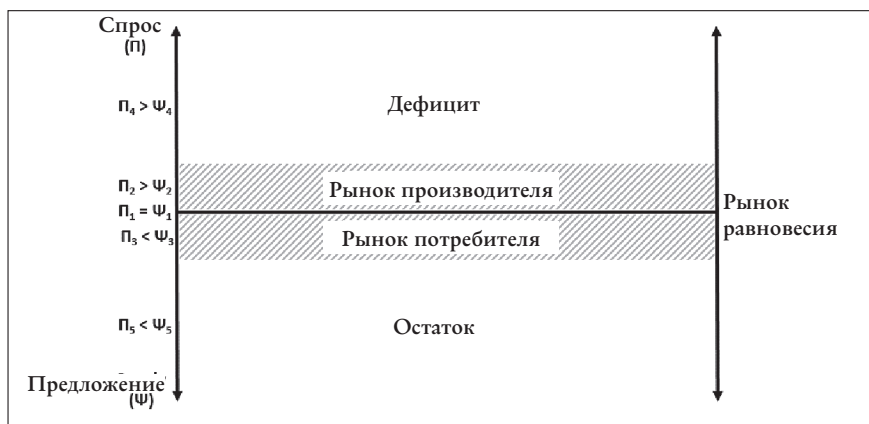 Спрос
(П)
П₄ > Ψ₄
Дефицит
П₂ > Ψ₂
Рынок производителя
П₁ = Ψ₁
Рынок
равновесия
П₃ < Ψ₃
Рынок потребителя
П₅ < Ψ₅
Остаток
Предложение
(Ψ)